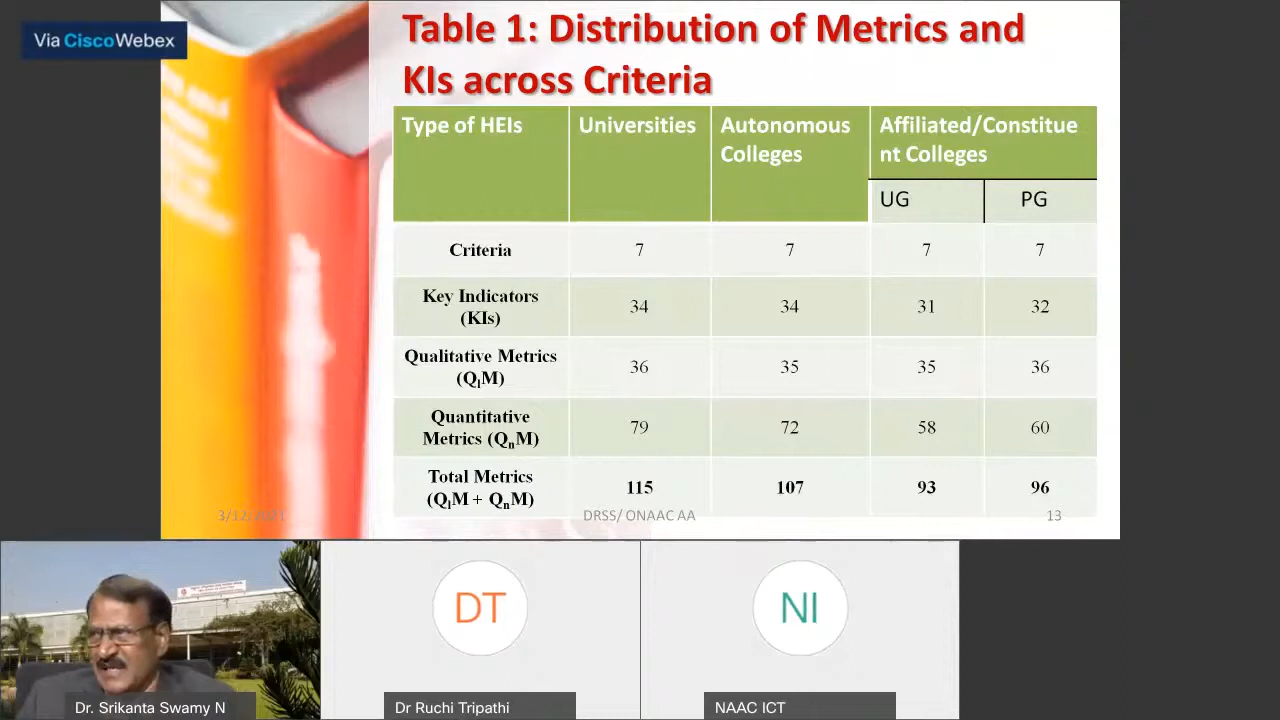 Via Cisco Webex
Table 1: Distribution of Metrics and
KIs across Criteria
Type of HEIs
Universities
Autonomous
Colleges
Affiliated/Constitue
nt Colleges
UG
PG
Criteria
7
7
7
7
Key Indicators
(KIs)
34
34
31
32
Qualitative Metrics
(QlM)
36
35
35
36
Quantitative
Metrics (QnM)
79
72
58
60
Total Metrics
(QlM + QnM)
115
107
93
96
DRSS/ ONAAC AA
13
DT
NI
Dr. Srikanta Swamy N
Dr Ruchi Tripathi
NAAC ICT